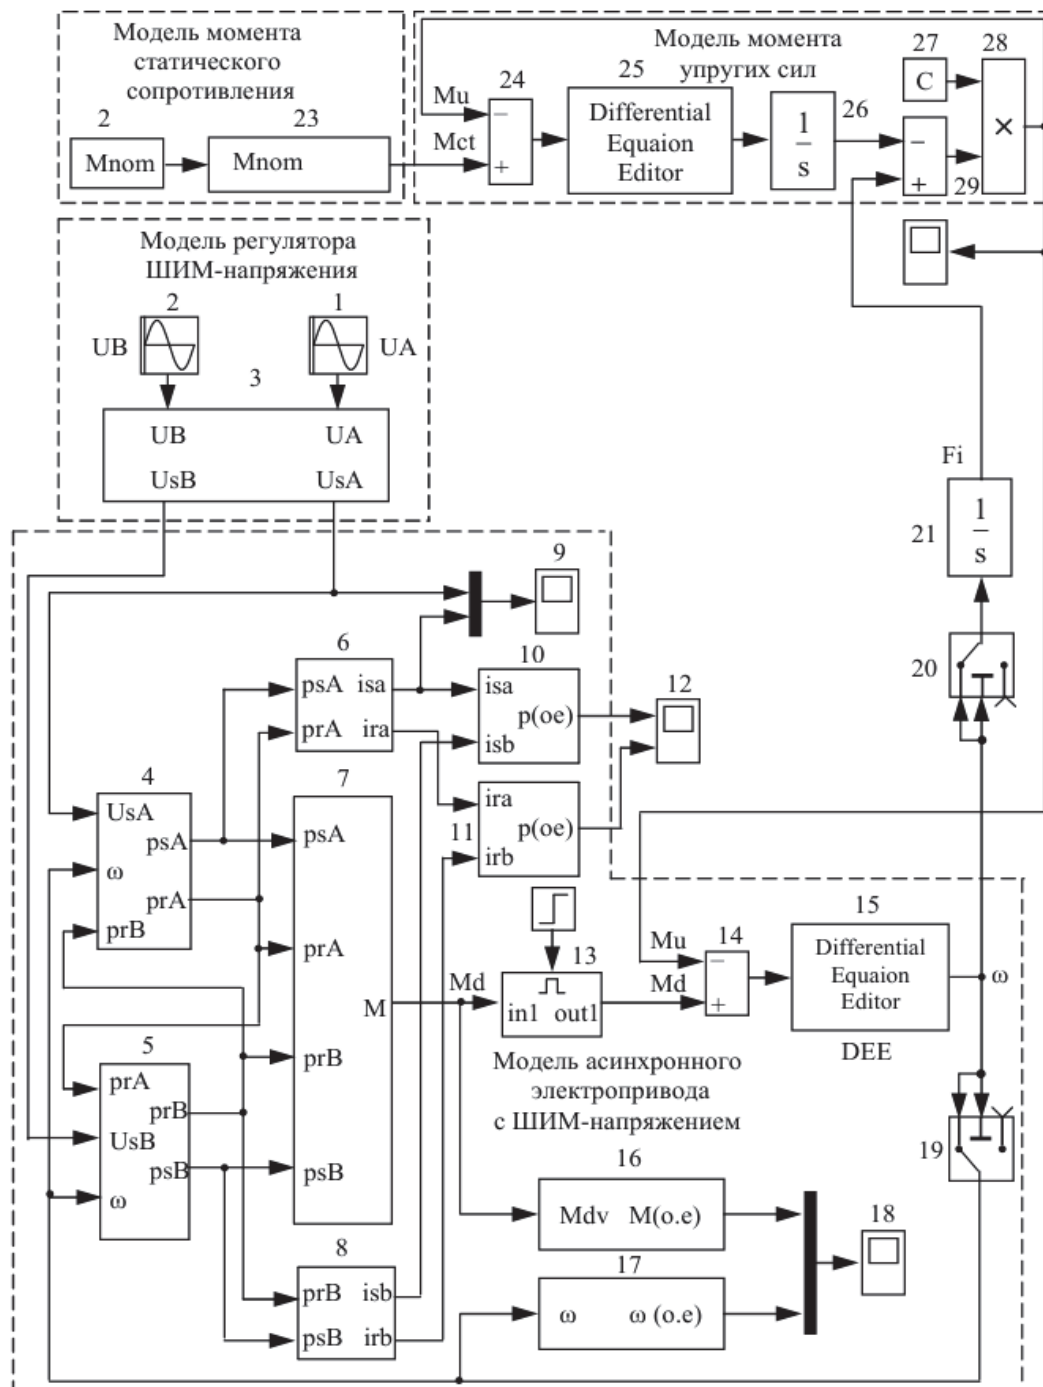 Модель момента
статического
сопротивления
2
23
Mnom
Mnom
Модель момента
упругих сил
Mu
24
25
26
27
28
Mct
−
+
Differential
Equaion
Editor
1
s
C
−
+
29
×
Модель регулятора
ШИМ-напряжения
2
1
UB
UA
3
UB
UA
UsB
UsA
Fi
21
1
s
9
20
6
psA isa
prA ira
10
isa
p(oe)
isb
12
4
UsA
psA
ω
prA
prB
7
psA
prA
M
prB
psB
ira
11
p(oe)
irb
13
in1 out1
Md
Mu
Md
14
−
+
15
Differential
Equaion
Editor
ω
DEE
Модель асинхронного
электропривода
с ШИМ-напряжением
5
prA
prB
UsB
psB
ω
19
16
Mdv M(o.e)
18
17
ω ω (o.e)
8
prB isb
psB irb